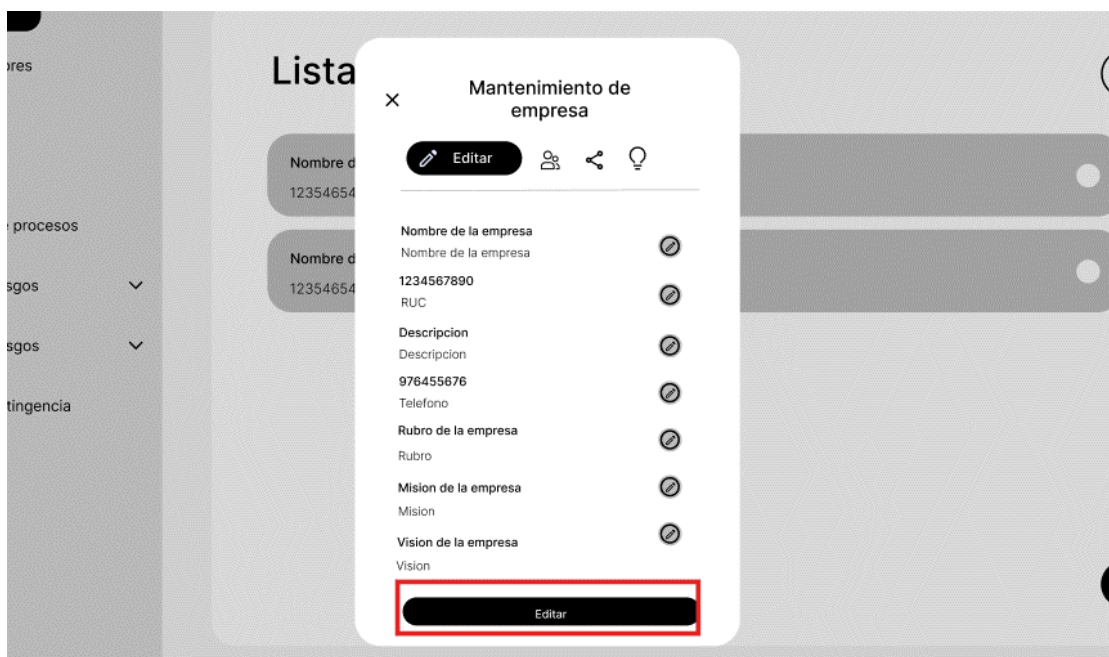 ores
procesos
sgos
sgos
tingencia
Lista
Nombre d
12354654
Nombre d
12354654
Mantenimiento de
empresa
Editar
Nombre de la empresa
Nombre de la empresa
1234567890
RUC
Descripcion
Descripcion
976455676
Telefono
Rubro de la empresa
Rubro
Mision de la empresa
Mision
Vision de la empresa
Vision
Editar